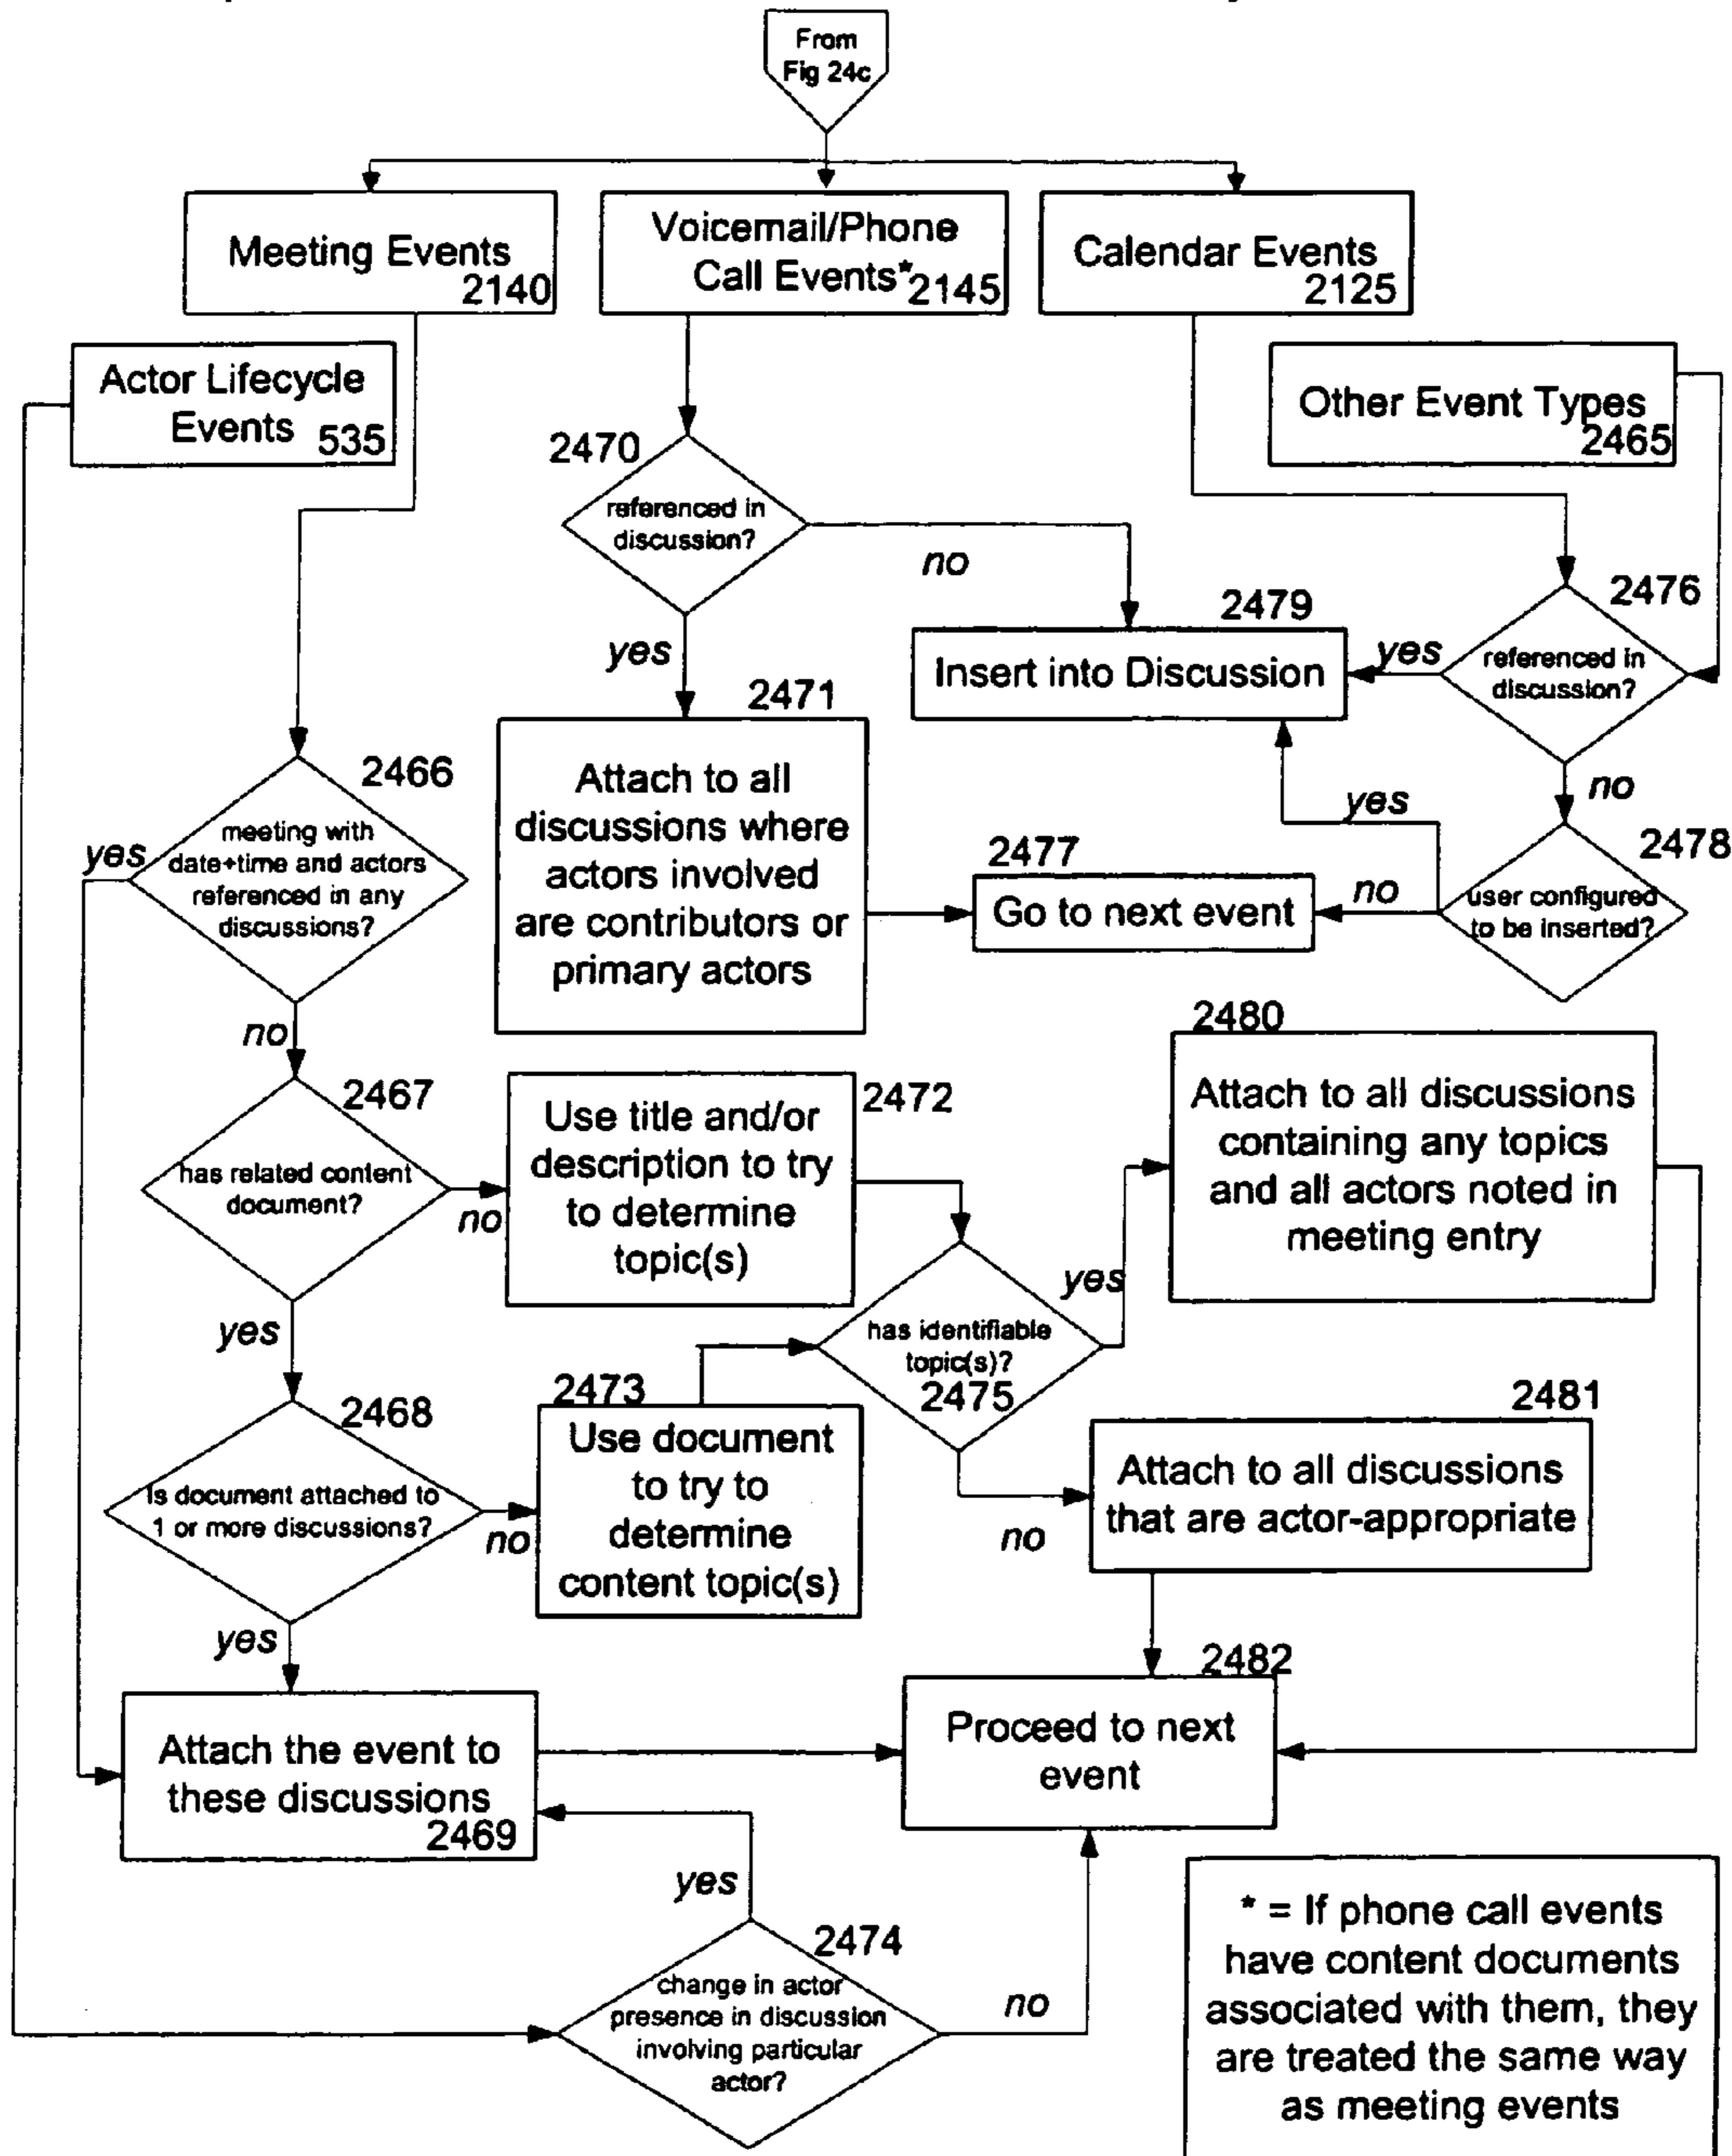 From
Fig 24c
Meeting Events
2140
Voicemail/Phone
Call Events*2145
Calendar Events
2125
Actor Lifecycle
Events 535
Other Event Types
2465
2470
referenced in
discussion?
no
yes
2479
Insert into Discussion
2476
referenced in
discussion?
yes
no
2471
Attach to all
discussions where
actors involved
are contributors or
primary actors
2466
meeting with
date+time and actors
referenced in any
discussions?
yes
no
yes
2478
user configured
to be inserted?
no
2477
Go to next event
2467
has related content
document?
no
yes
2472
Use title and/or
description to try
to determine
topic(s)
2480
Attach to all discussions
containing any topics
and all actors noted in
meeting entry
yes
has identifiable
topic(s)?
2475
no
2468
Is document attached to
1 or more discussions?
no
yes
2473
Use document
to try to
determine
content topic(s)
2481
Attach to all discussions
that are actor-appropriate
2482
Proceed to next
event
Attach the event to
these discussions
2469
yes
2474
change in actor
presence in discussion
involving particular
actor?
no
* = If phone call events
have content documents
associated with them, they
are treated the same way
as meeting events